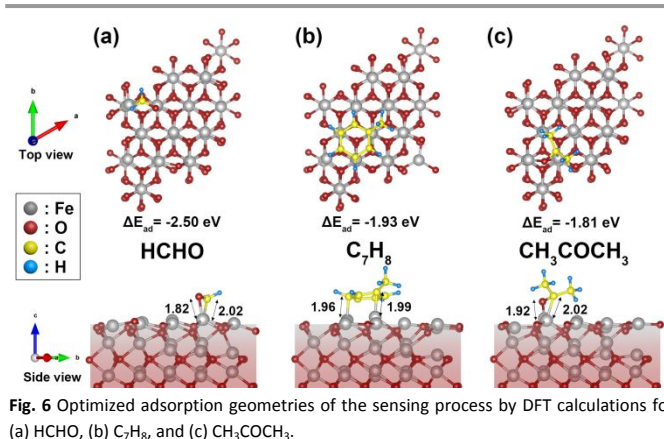 (a) (b) (c)
b
a
Top view
: Fe
: O
: C
: H
ΔEad= -2.50 eV ΔEad= -1.93 eV ΔEad= -1.81 eV
HCHO C7H8 CH3COCH3
1.82 2.02 1.96 1.99 1.92 2.02
c
b
Side view
Fig. 6 Optimized adsorption geometries of the sensing process by DFT calculations fo
(a) HCHO, (b) C7H8, and (c) CH3COCH3.